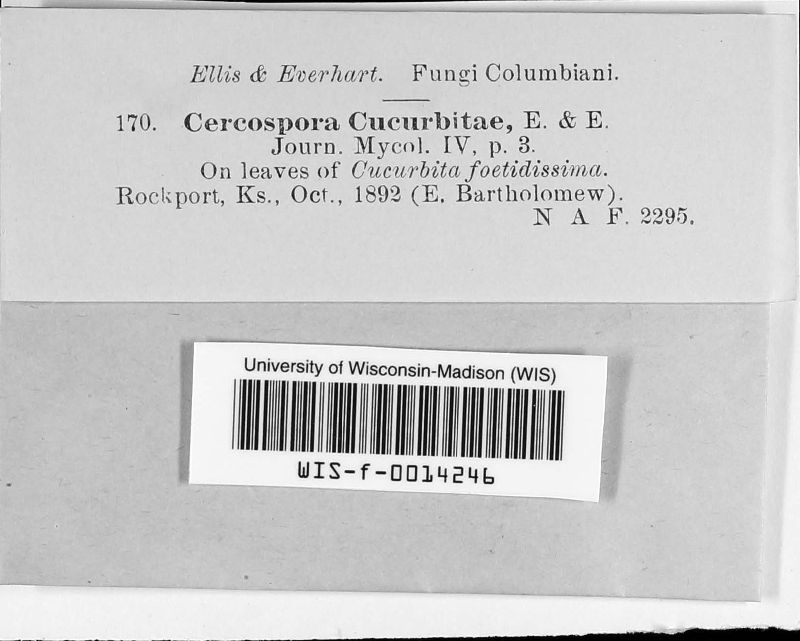 Ellis & Everhart. Fungi Columbiani.
170. Cercospora Cucurbitae, E. & E.
Journ. Mycol. IV, p. 3.
On leaves of Cucurbita foetidissima.
Rockport, Ks., Oct., 1892 (E. Bartholomew).
N A F. 2295.
University of Wisconsin-Madison (WIS)
WIS-f-0014246